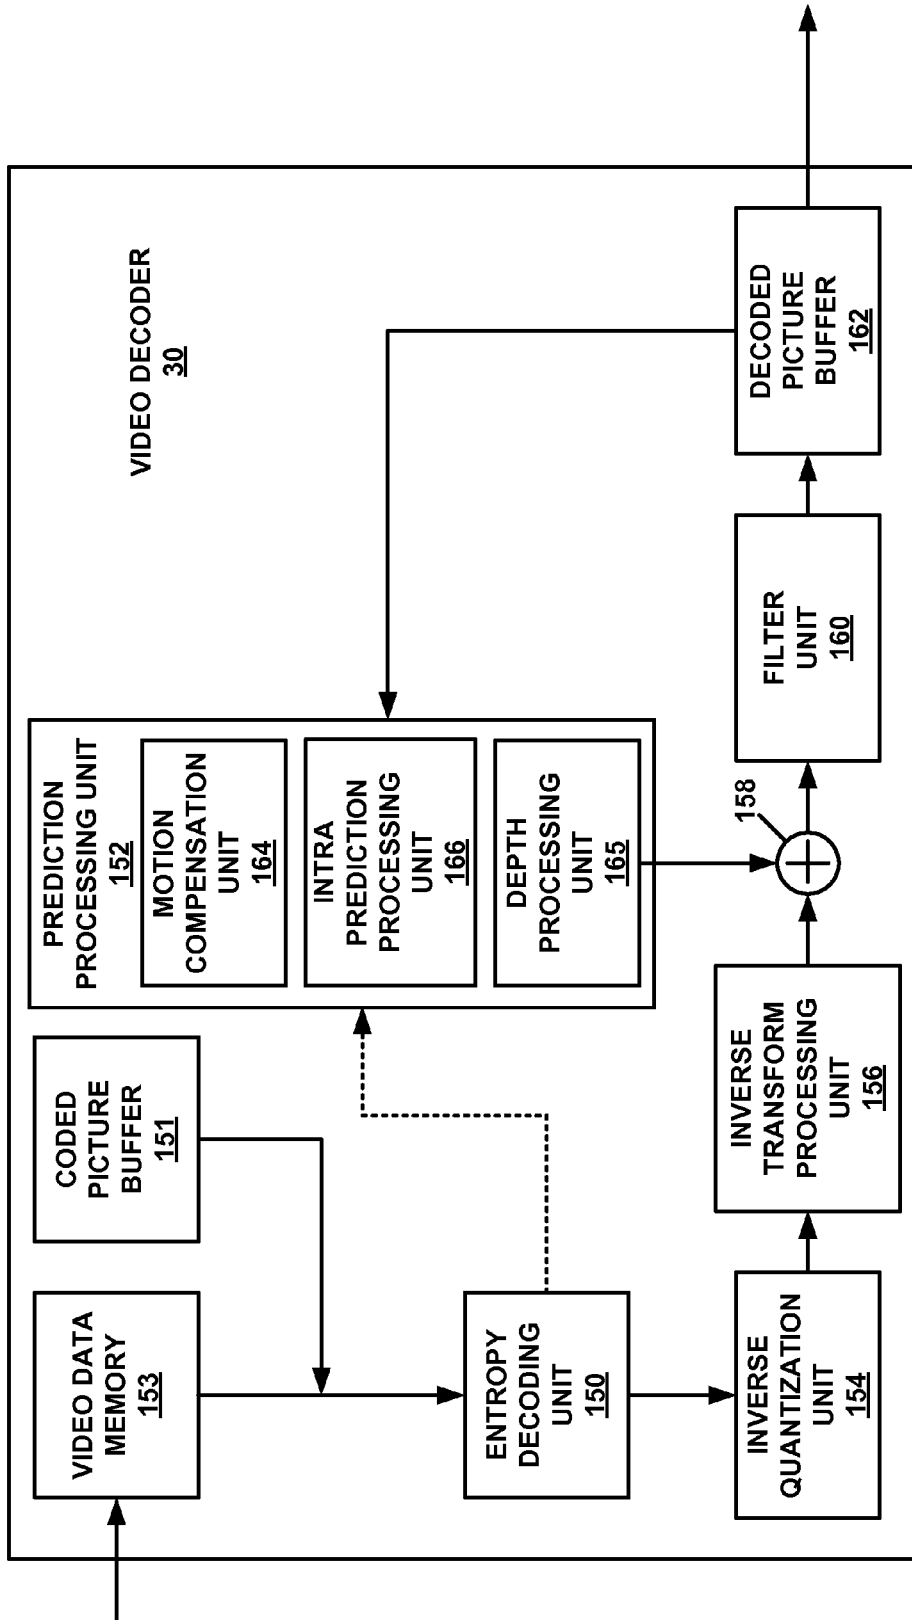 VIDEO DECODER
30
VIDEO DATA
MEMORY
153
CODED
PICTURE
BUFFER
151
PREDICTION
PROCESSING UNIT
152
MOTION
COMPENSATION
UNIT
164
INTRA
PREDICTION
PROCESSING
UNIT
166
DEPTH
PROCESSING
UNIT
165
ENTROPY
DECODING
UNIT
150
INVERSE
QUANTIZATION
UNIT
154
INVERSE
TRANSFORM
PROCESSING
UNIT
156
158
FILTER
UNIT
160
DECODED
PICTURE
BUFFER
162